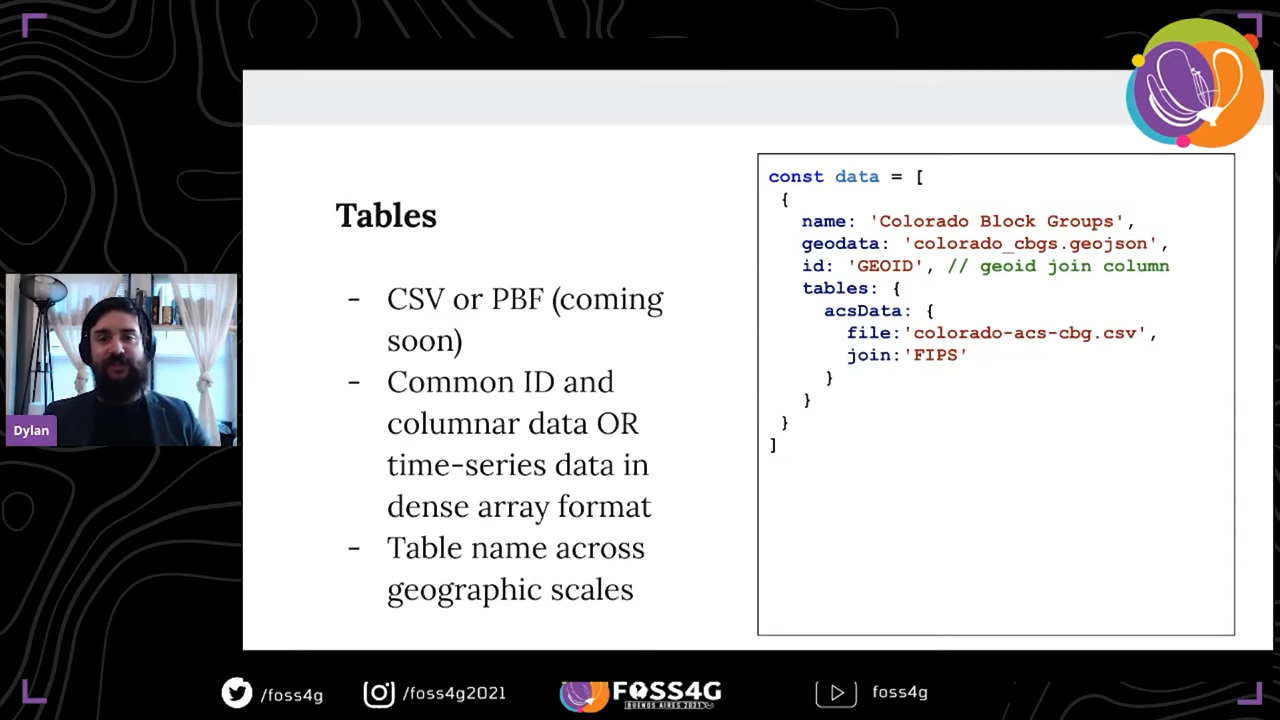 Tables
- CSV or PBF (coming
soon)
- Common ID and
columnar data OR
time-series data in
dense array format
- Table name across
geographic scales
const data = [
{
name: 'Colorado Block Groups',
geodata: 'colorado_cbgs.geojson',
id: 'GEOID', // geoid join column
tables: {
acsData: {
file:'colorado-acs-cbg.csv',
join:'FIPS'
}
}
}
]
Dylan
/foss4g
/foss4g2021
FOSS4G
BUENOS AIRES 2021
foss4g